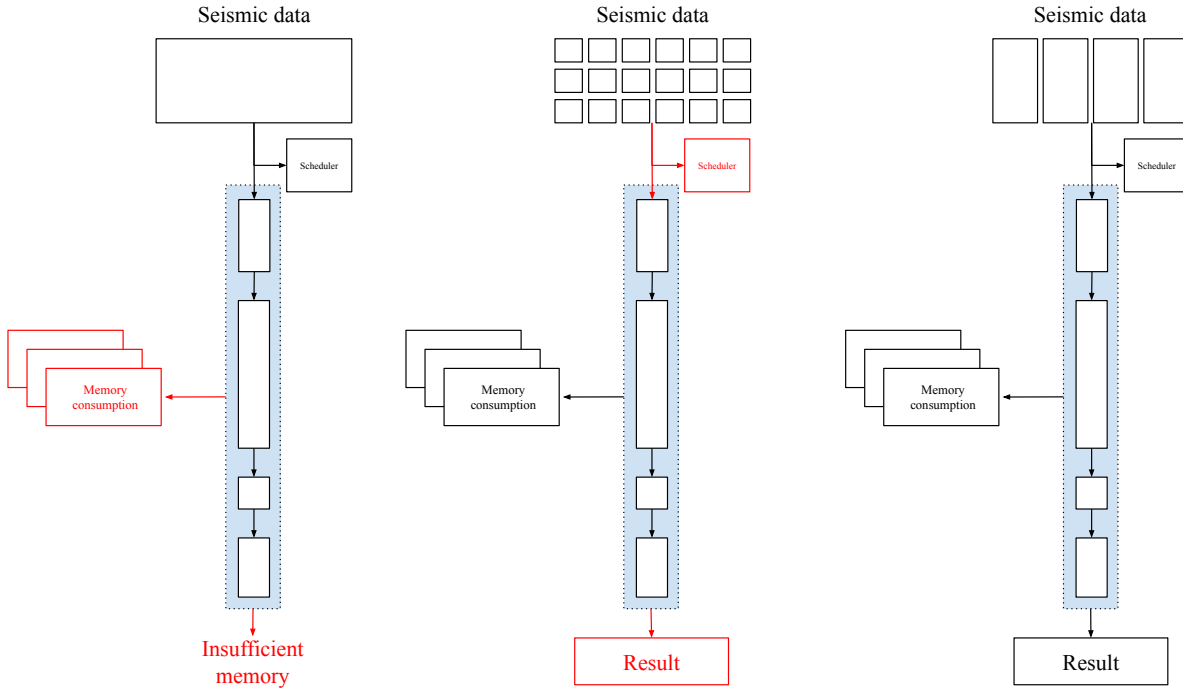 Seismic data
Seismic data
Seismic data
Scheduler
Scheduler
Scheduler
Memory
consumption
Memory
consumption
Memory
consumption
Insufficient
memory
Result
Result